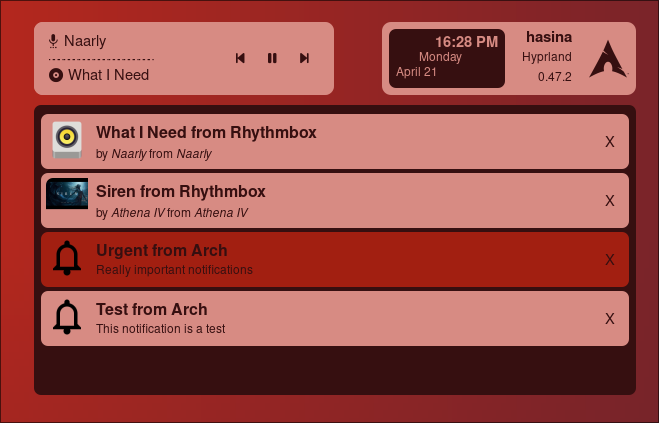 Naarly
What I Need
16:28 PM
Monday
April 21
hasina
Hyprland
0.47.2
What I Need from Rhythmbox
by Naarly from Naarly
X
Siren from Rhythmbox
by Athena IV from Athena IV
X
Urgent from Arch
Really important notifications
X
Test from Arch
This notification is a test
X